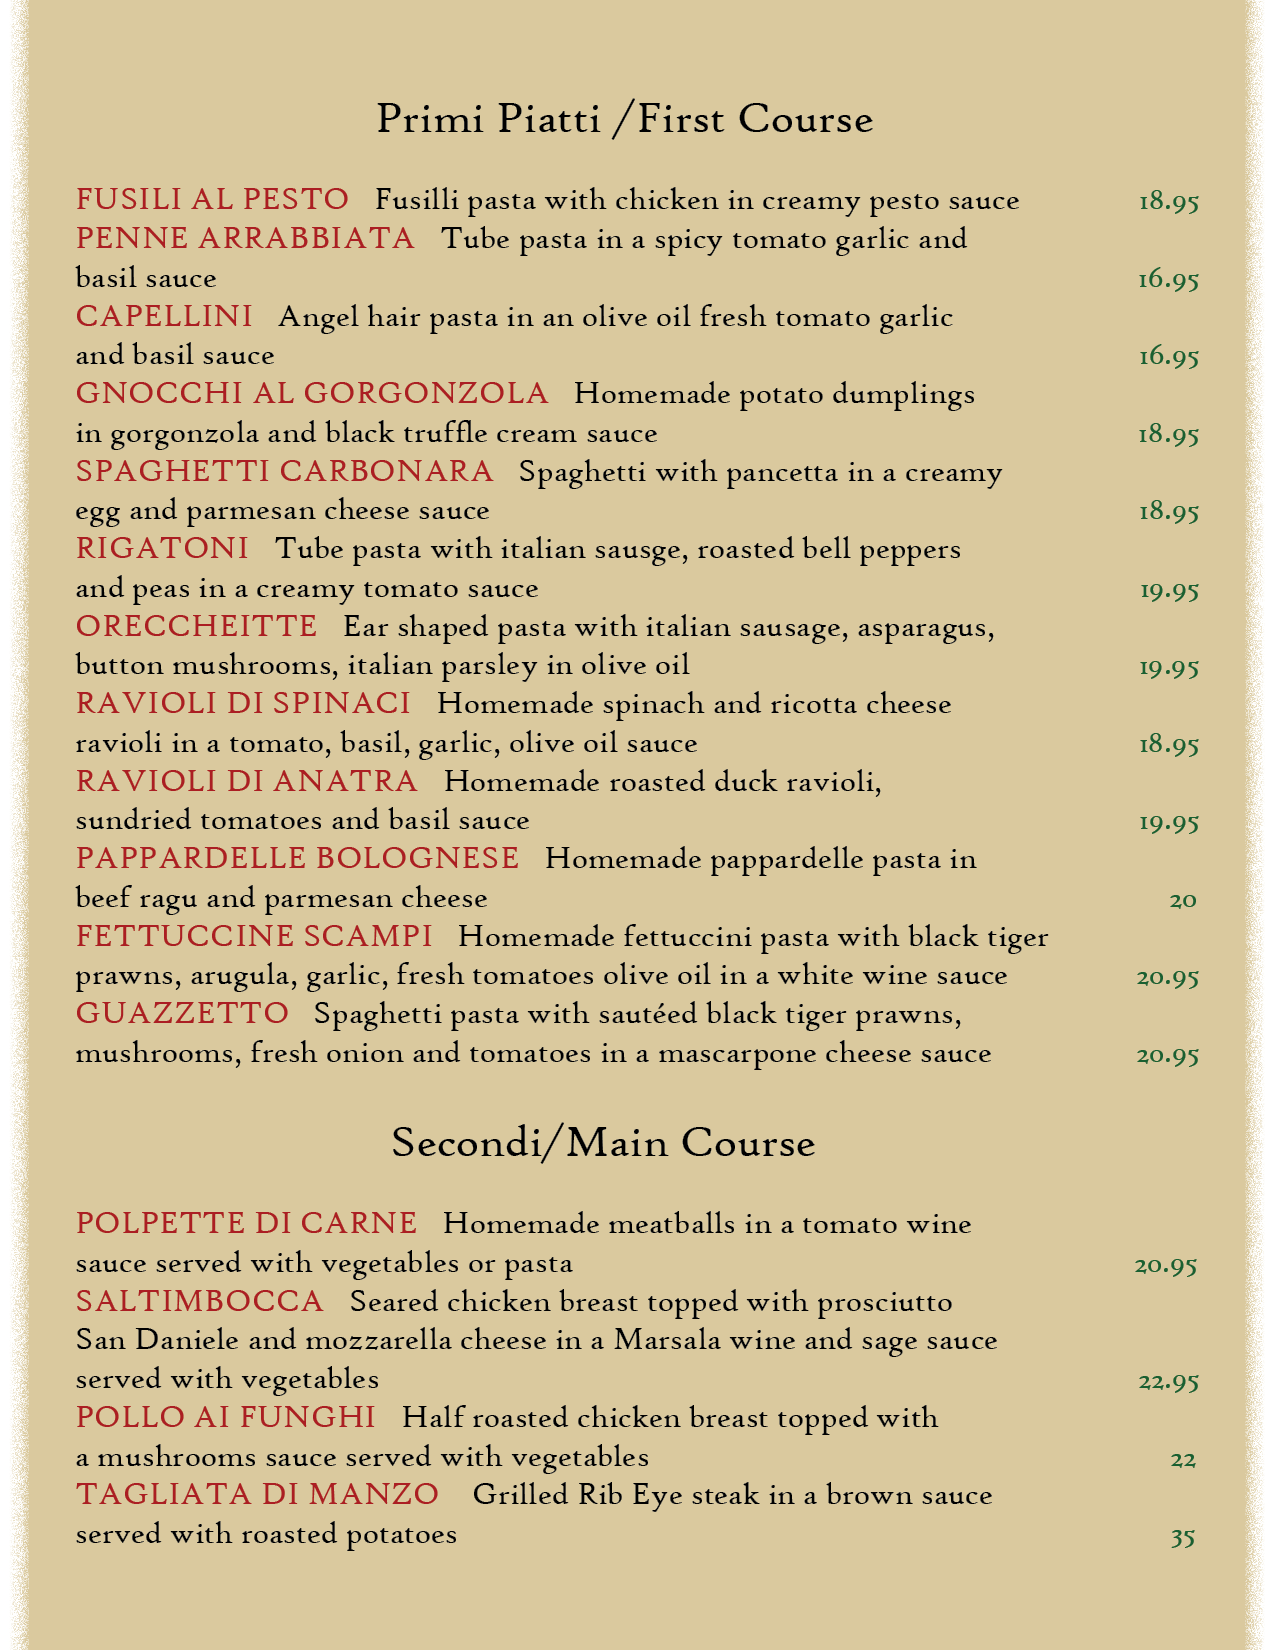 Primi Piatti /First Course
FUSILI AL PESTO Fusilli pasta with chicken in creamy pesto sauce 18.95
PENNE ARRABBIATA Tube pasta in a spicy tomato garlic and
basil sauce 16.95
CAPELLINI Angel hair pasta in an olive oil fresh tomato garlic
and basil sauce 16.95
GNOCCHI AL GORGONZOLA Homemade potato dumplings
in gorgonzola and black truffle cream sauce 18.95
SPAGHETTI CARBONARA Spaghetti with pancetta in a creamy
egg and parmesan cheese sauce 18.95
RIGATONI Tube pasta with italian sausge, roasted bell peppers
and peas in a creamy tomato sauce 19.95
ORECCHEITTE Ear shaped pasta with italian sausage, asparagus,
button mushrooms, italian parsley in olive oil 19.95
RAVIOLI DI SPINACI Homemade spinach and ricotta cheese
ravioli in a tomato, basil, garlic, olive oil sauce 18.95
RAVIOLI DI ANATRA Homemade roasted duck ravioli,
sundried tomatoes and basil sauce 19.95
PAPPARDELLE BOLOGNESE Homemade pappardelle pasta in
beef ragu and parmesan cheese 20
FETTUCCINE SCAMPI Homemade fettuccini pasta with black tiger
prawns, arugula, garlic, fresh tomatoes olive oil in a white wine sauce 20.95
GUAZZETTO Spaghetti pasta with sautéed black tiger prawns,
mushrooms, fresh onion and tomatoes in a mascarpone cheese sauce 20.95
Secondi/Main Course
POLPETTE DI CARNE Homemade meatballs in a tomato wine
sauce served with vegetables or pasta 20.95
SALTIMBOCCA Seared chicken breast topped with prosciutto
San Daniele and mozzarella cheese in a Marsala wine and sage sauce
served with vegetables 22.95
POLLO AI FUNGHI Half roasted chicken breast topped with
a mushrooms sauce served with vegetables 22
TAGLIATA DI MANZO Grilled Rib Eye steak in a brown sauce
served with roasted potatoes 35